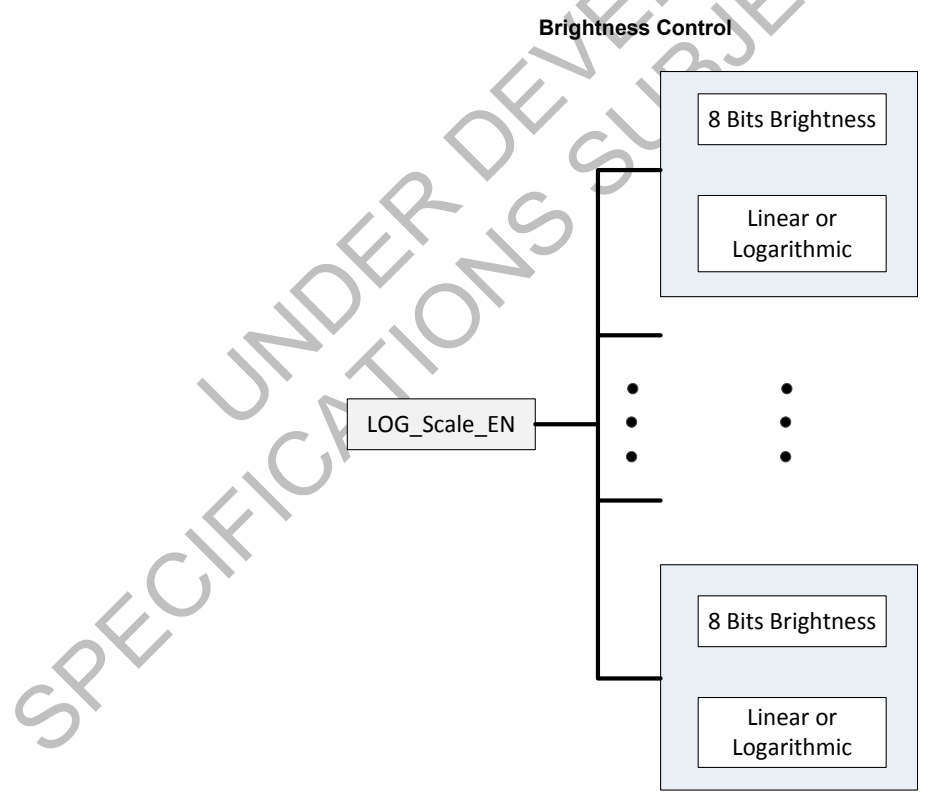 Brightness Control
8 Bits Brightness
Linear or
Logarithmic
LOG_Scale_EN
8 Bits Brightness
Linear or
Logarithmic
UNDER DEVE
SPECIFICATIONS SUBJE